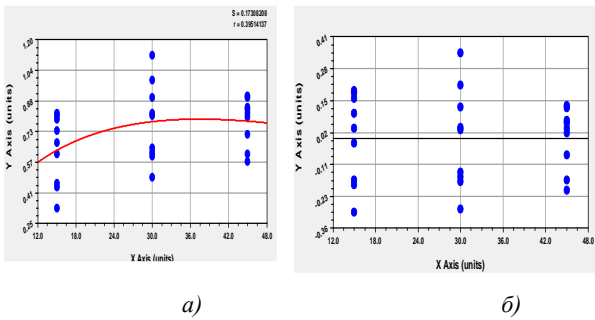 S = 0.17308208
r = 0.39514137
1.20
1.04
0.88
0.73
0.57
0.41
0.25
Y Axis (units)
12.0 18.0 24.0 30.0 36.0 42.0 48.0
X Axis (units)
а)
0.41
0.28
0.15
0.02
-0.11
-0.23
-0.36
Y Axis (units)
12.0 18.0 24.0 30.0 36.0 42.0 48.0
X Axis (units)
б)